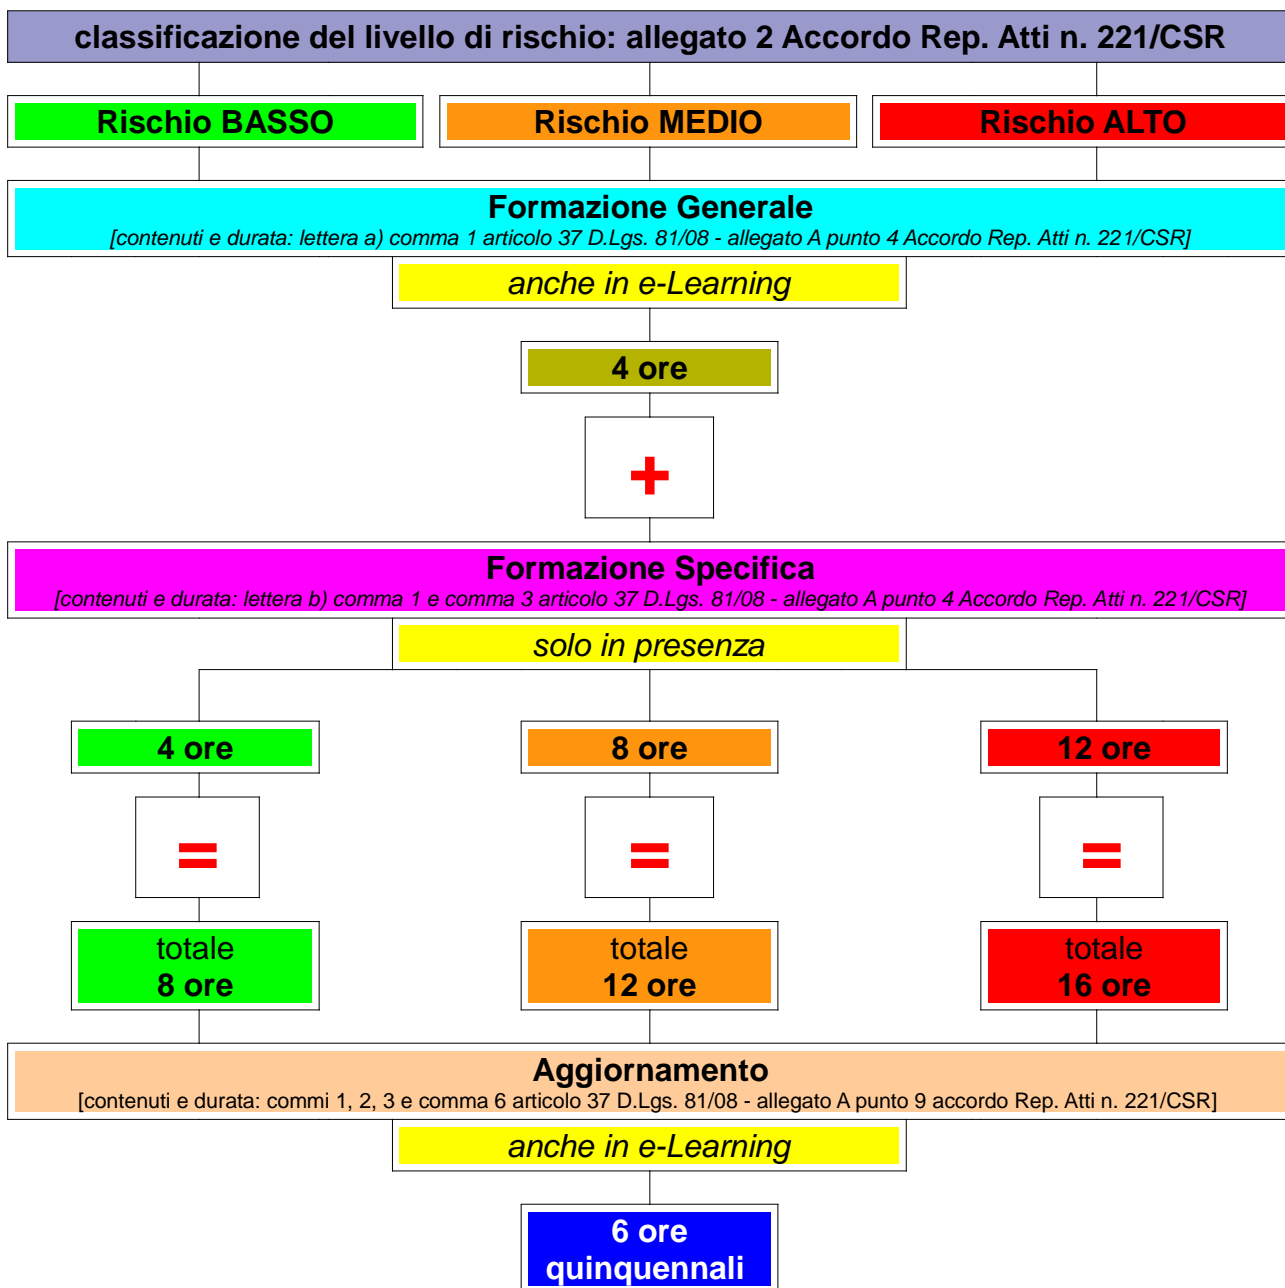 classificazione del livello di rischio: allegato 2 Accordo Rep. Atti n. 221/CSR
Rischio BASSO
Rischio MEDIO
Rischio ALTO
Formazione Generale
[contenuti e durata: lettera a) comma 1 articolo 37 D.Lgs. 81/08 - allegato A punto 4 Accordo Rep. Atti n. 221/CSR]
anche in e-Learning
4 ore
+
Formazione Specifica
[contenuti e durata: lettera b) comma 1 e comma 3 articolo 37 D.Lgs. 81/08 - allegato A punto 4 Accordo Rep. Atti n. 221/CSR]
solo in presenza
4 ore
8 ore
12 ore
=
=
=
totale
8 ore
totale
12 ore
totale
16 ore
Aggiornamento
[contenuti e durata: commi 1, 2, 3 e comma 6 articolo 37 D.Lgs. 81/08 - allegato A punto 9 accordo Rep. Atti n. 221/CSR]
anche in e-Learning
6 ore
quinquennali